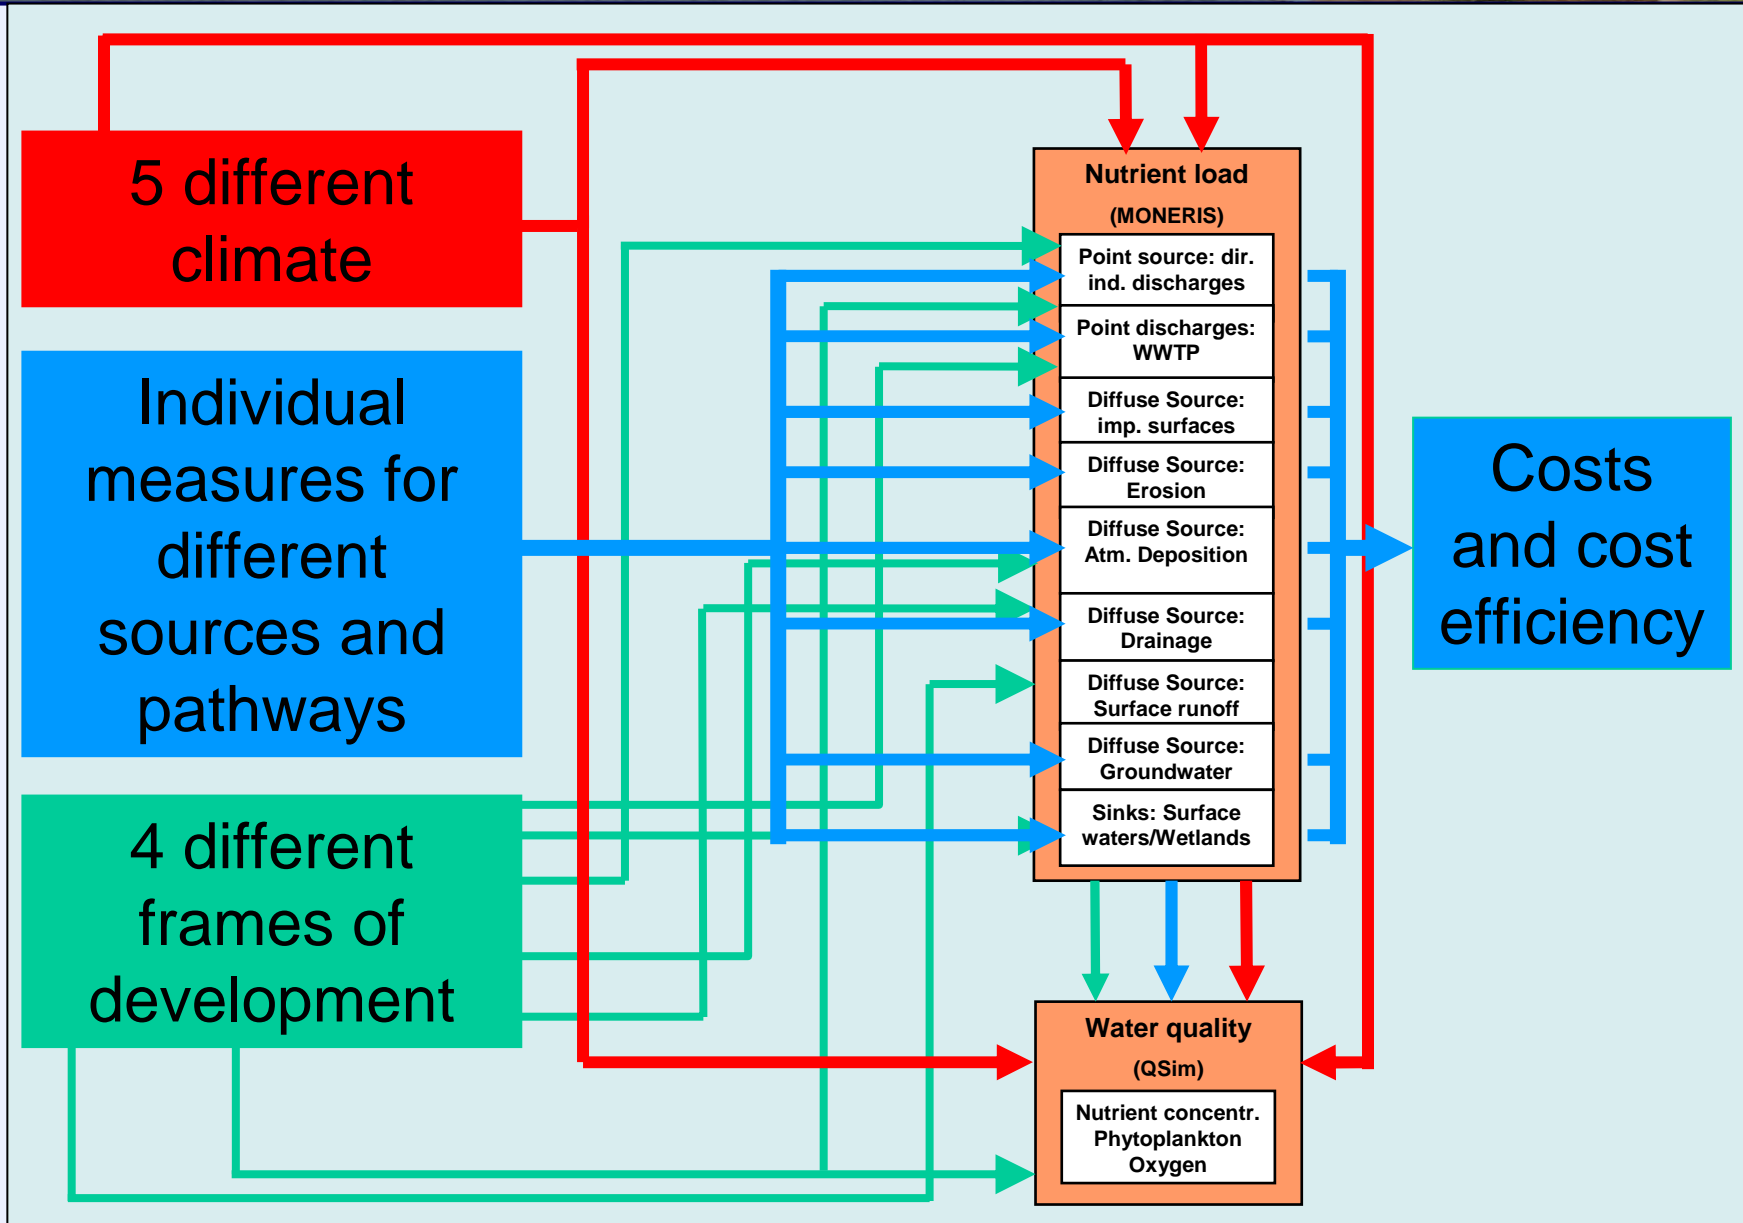 5 different
climate
Individual
measures for
different
sources and
pathways
4 different
frames of
development
Nutrient load
(MONERIS)
Point source: dir.
ind. discharges
Point discharges:
WWTP
Diffuse Source:
imp. surfaces
Diffuse Source:
Erosion
Diffuse Source:
Atm. Deposition
Diffuse Source:
Drainage
Diffuse Source:
Surface runoff
Diffuse Source:
Groundwater
Sinks: Surface
waters/Wetlands
Water quality
(QSim)
Nutrient concentr.
Phytoplankton
Oxygen
Costs
and cost
efficiency